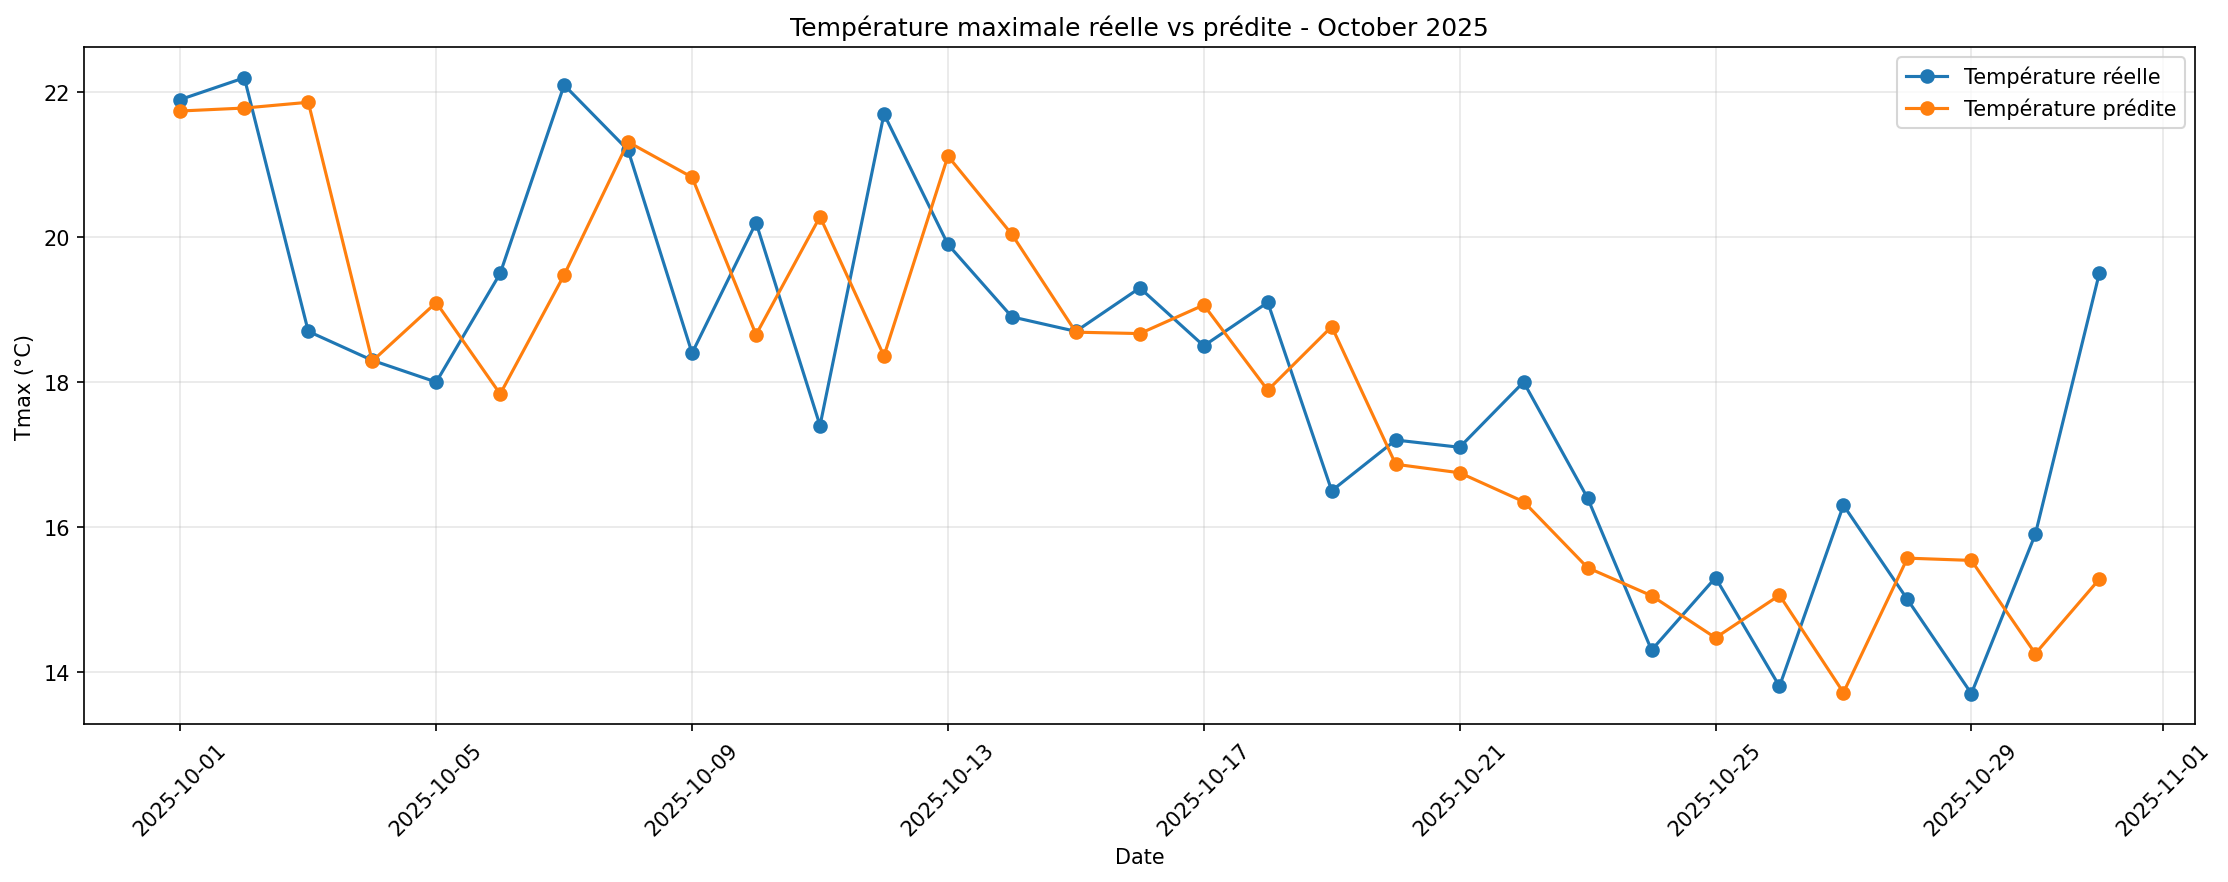 Température maximale réelle vs prédite - October 2025
Température réelle
Température prédite
Tmax (°C)
22
20
18
16
14
2025-10-01
2025-10-05
2025-10-09
2025-10-13
2025-10-17
2025-10-21
2025-10-25
2025-10-29
2025-11-01
Date